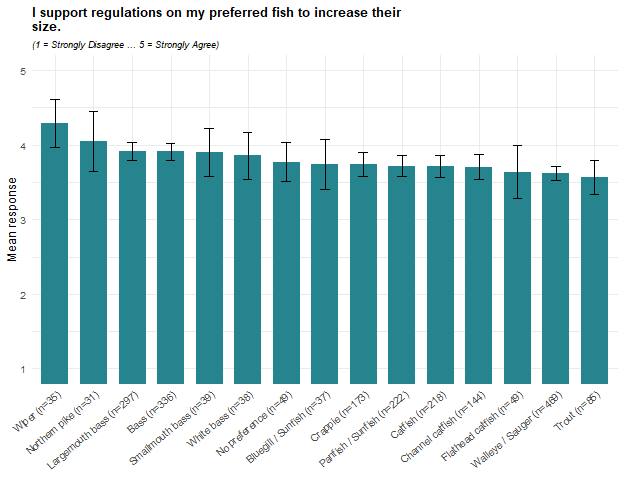 I support regulations on my preferred fish to increase their
size.
(1 = Strongly Disagree ... 5 = Strongly Agree)
Mean response
5
4
3
2
1
Wiper (n=35)
Northern pike (n=31)
Largemouth bass (n=297)
Bass (n=336)
Smallmouth bass (n=39)
White bass (n=38)
No preference (n=49)
Bluegill / Sunfish (n=37)
Crappie (n=173)
Panfish / Sunfish (n=222)
Catfish (n=218)
Channel catfish (n=144)
Flathead catfish (n=49)
Walleye / Sauger (n=469)
Trout (n=85)